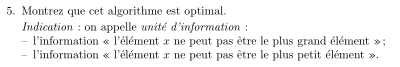 5. Montrez que cet algorithme est optimal.
Indication : on appelle unité d'information :
– l'information « l'élément x ne peut pas être le plus grand élément » ;
– l'information « l'élément x ne peut pas être le plus petit élément ».